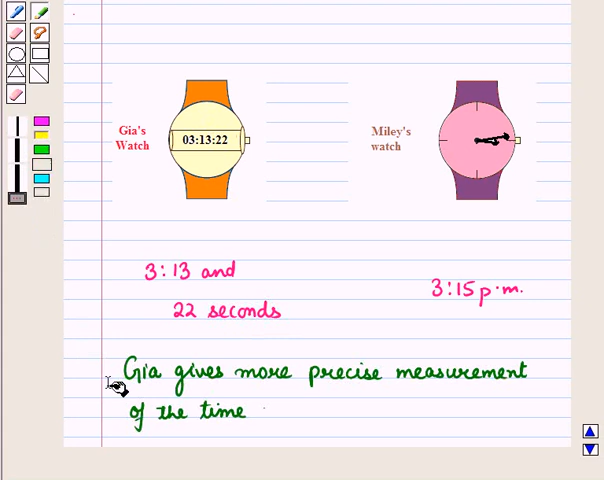 Gia's
Watch
03:13:22
Miley's
watch
3:13 and
22 seconds
3:15 p.m.
Gia gives more precise measurement
of the time